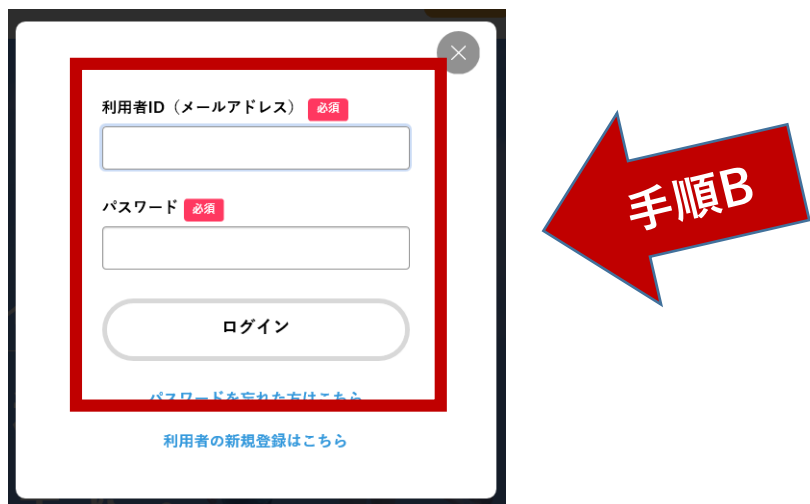 利用者ID（メールアドレス） 必須
パスワード 必須
ログイン
パスワードを忘れた方はこちら
利用者の新規登録はこちら
手順B